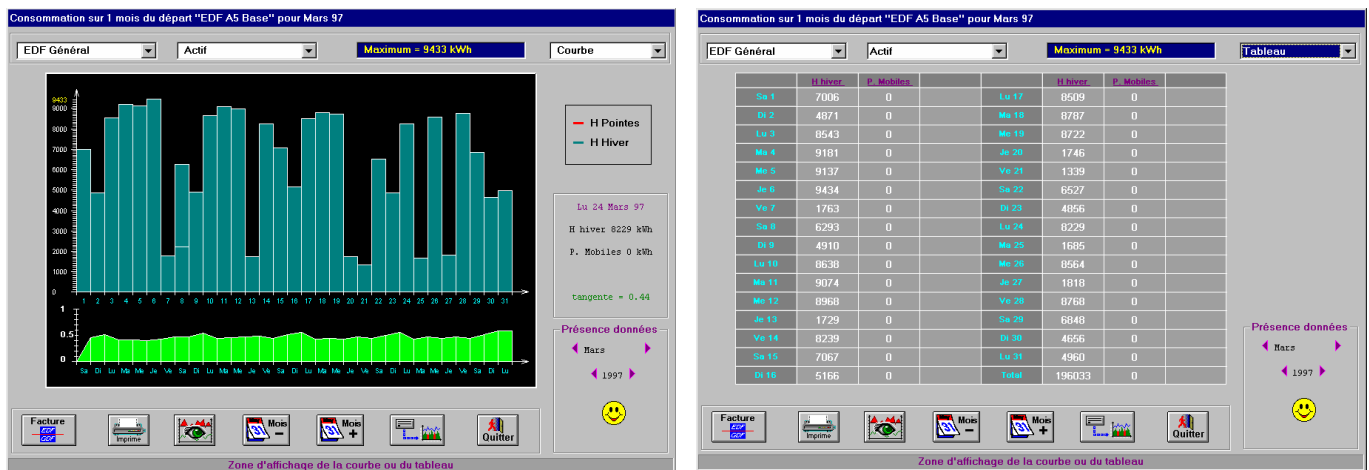 Consommation sur 1 mois du départ "EDF A5 Base" pour Mars 97
EDF Général Actif Maximum = 9433 kWh Courbe
9433
9000
8000
7000
6000
5000
4000
3000
2000
1000
0
1 2 3 4 5 6 7 8 9 10 11 12 13 14 15 16 17 18 19 20 21 22 23 24 25 26 27 28 29 30 31
1
0.5
0
Sa Di Lu Ma Me Je Ve Sa Di Lu Ma Me Je Ve Sa Di Lu Ma Me Je Ve Sa Di Lu Ma Me Je Ve Sa Di Lu
H Pointes
H Hiver
Lu 24 Mars 97
H hiver 8229 kWh
P. Mobiles 0 kWh
tangente = 0.44
Présence données
Mars
1997
Facture EDF GDF Imprime 31 Mois - 31 Mois + Quitter
Zone d'affichage de la courbe ou du tableau
Consommation sur 1 mois du départ "EDF A5 Base" pour Mars 97
EDF Général Actif Maximum = 9433 kWh Tableau
H hiver P. Mobiles H hiver P. Mobiles
Sa 1 7006 0 Lu 17 8509 0
Di 2 4871 0 Ma 18 8787 0
Lu 3 8543 0 Me 19 8722 0
Ma 4 9181 0 Je 20 1746 0
Me 5 9137 0 Ve 21 1339 0
Je 6 9434 0 Sa 22 6527 0
Ve 7 1763 0 Di 23 4856 0
Sa 8 6293 0 Lu 24 8229 0
Di 9 4910 0 Ma 25 1685 0
Lu 10 8638 0 Me 26 8564 0
Ma 11 9074 0 Je 27 1818 0
Me 12 8968 0 Ve 28 8768 0
Je 13 1729 0 Sa 29 6848 0
Ve 14 8239 0 Di 30 4656 0
Sa 15 7067 0 Lu 31 4960 0
Di 16 5166 0 Total 196033 0
Présence données
Mars
1997
Facture EDF GDF Imprime 31 Mois - 31 Mois + Quitter
Zone d'affichage de la courbe ou du tableau